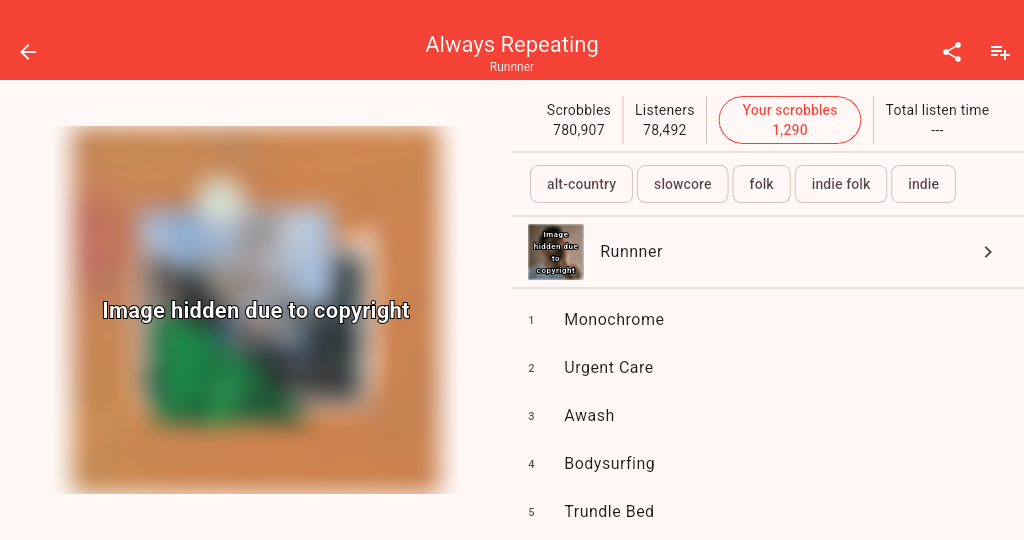 Always Repeating
Runnner
Scrobbles
780,907
Listeners
78,492
Your scrobbles
1,290
Total listen time
---
alt-country
slowcore
folk
indie folk
indie
Image hidden due to copyright
Image
hidden due
to
copyright
Runnner
1 Monochrome
2 Urgent Care
3 Awash
4 Bodysurfing
5 Trundle Bed